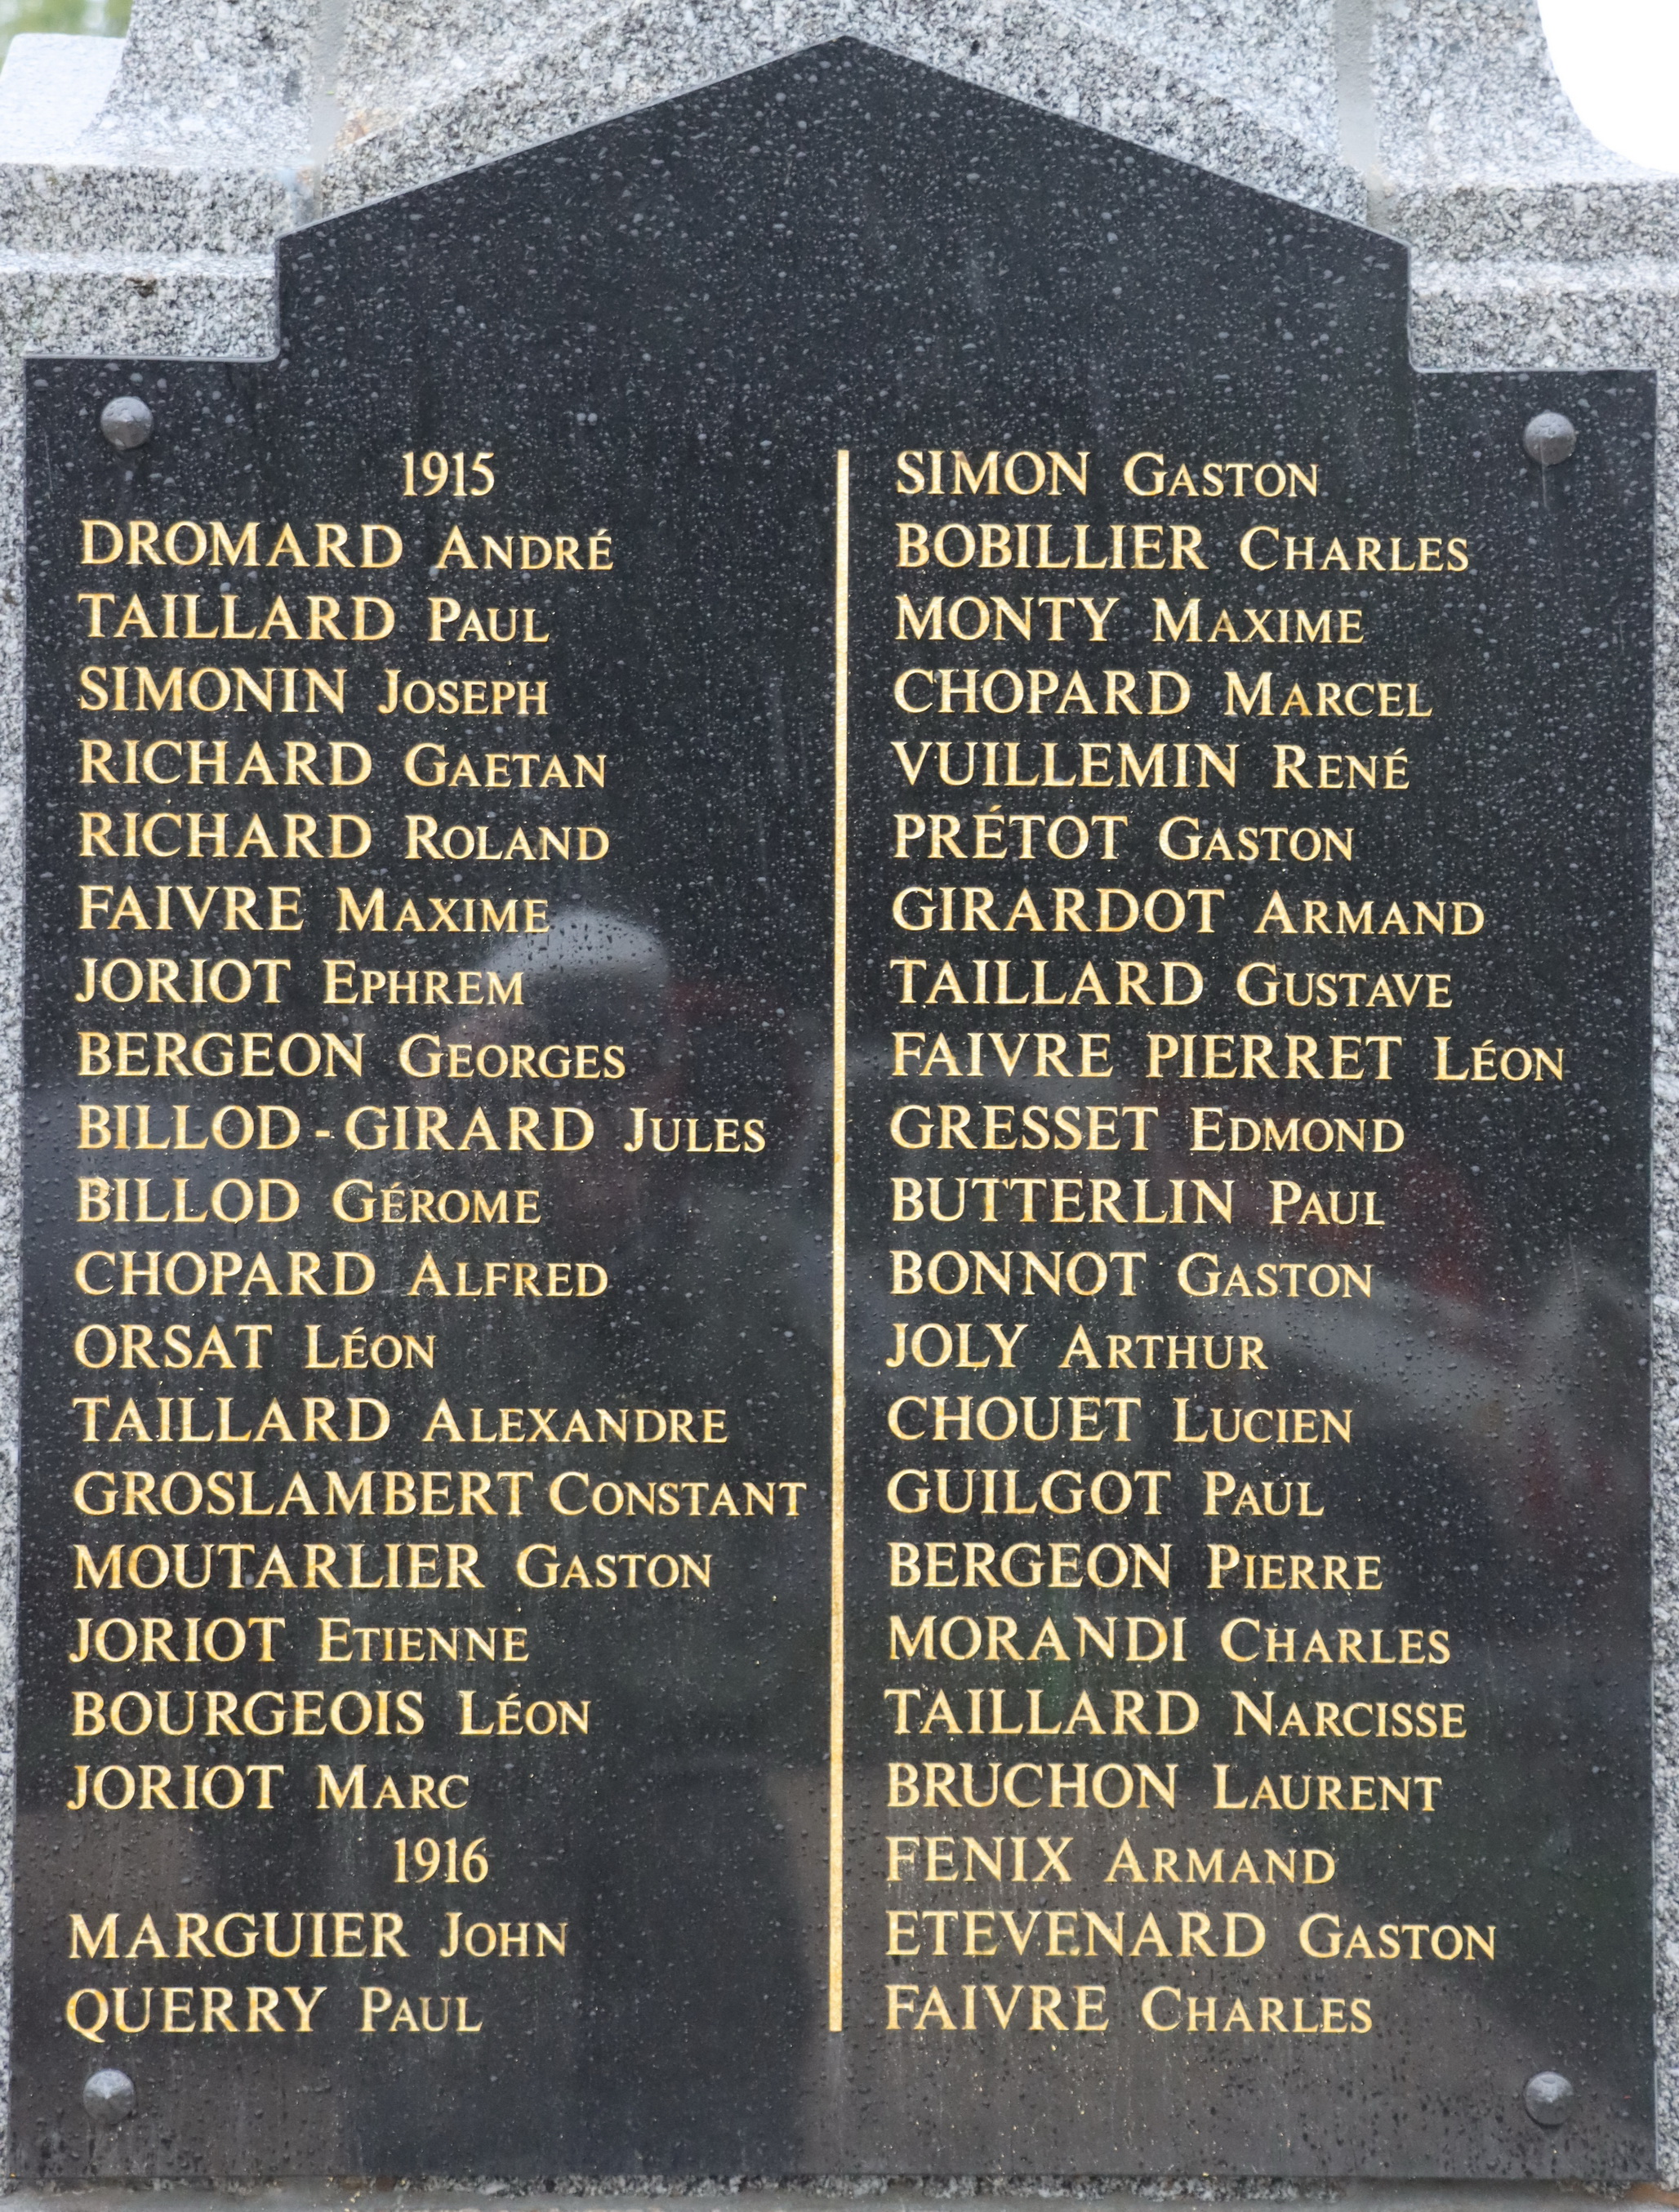 1915
DROMARD ANDRÉ
TAILLARD PAUL
SIMONIN JOSEPH
RICHARD GAETAN
RICHARD ROLAND
FAIVRE MAXIME
JORIOT EPHREM
BERGEON GEORGES
BILLOD-GIRARD JULES
BILLOD GÉROME
CHOPARD ALFRED
ORSAT LÉON
TAILLARD ALEXANDRE
GROSLAMBERT CONSTANT
MOUTARLIER GASTON
JORIOT ETIENNE
BOURGEOIS LÉON
JORIOT MARC
1916
MARGUIER JOHN
QUERRY PAUL
SIMON GASTON
BOBILLIER CHARLES
MONTY MAXIME
CHOPARD MARCEL
VUILLEMIN RENÉ
PRÉTOT GASTON
GIRARDOT ARMAND
TAILLARD GUSTAVE
FAIVRE PIERRET LÉON
GRESSET EDMOND
BUTTERLIN PAUL
BONNOT GASTON
JOLY ARTHUR
CHOUET LUCIEN
GUILGOT PAUL
BERGEON PIERRE
MORANDI CHARLES
TAILLARD NARCISSE
BRUCHON LAURENT
FENIX ARMAND
ETEVENARD GASTON
FAIVRE CHARLES